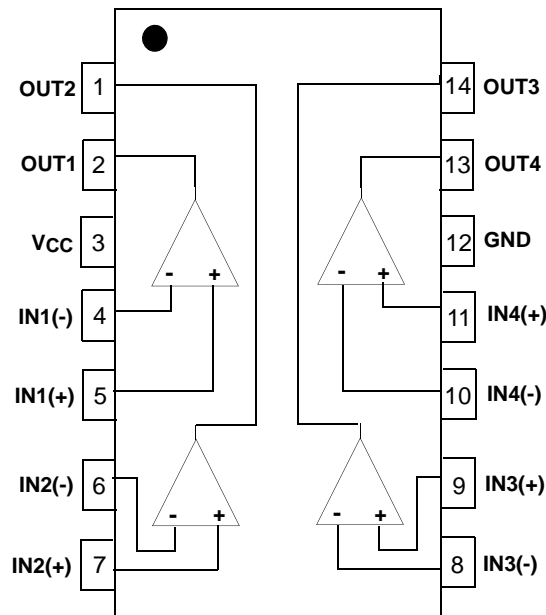 OUT2 1
14 OUT3
OUT1 2
13 OUT4
VCC 3
12 GND
- +
- +
IN1(-) 4
11 IN4(+)
IN1(+) 5
10 IN4(-)
IN2(-) 6
9 IN3(+)
- +
- +
IN2(+) 7
8 IN3(-)